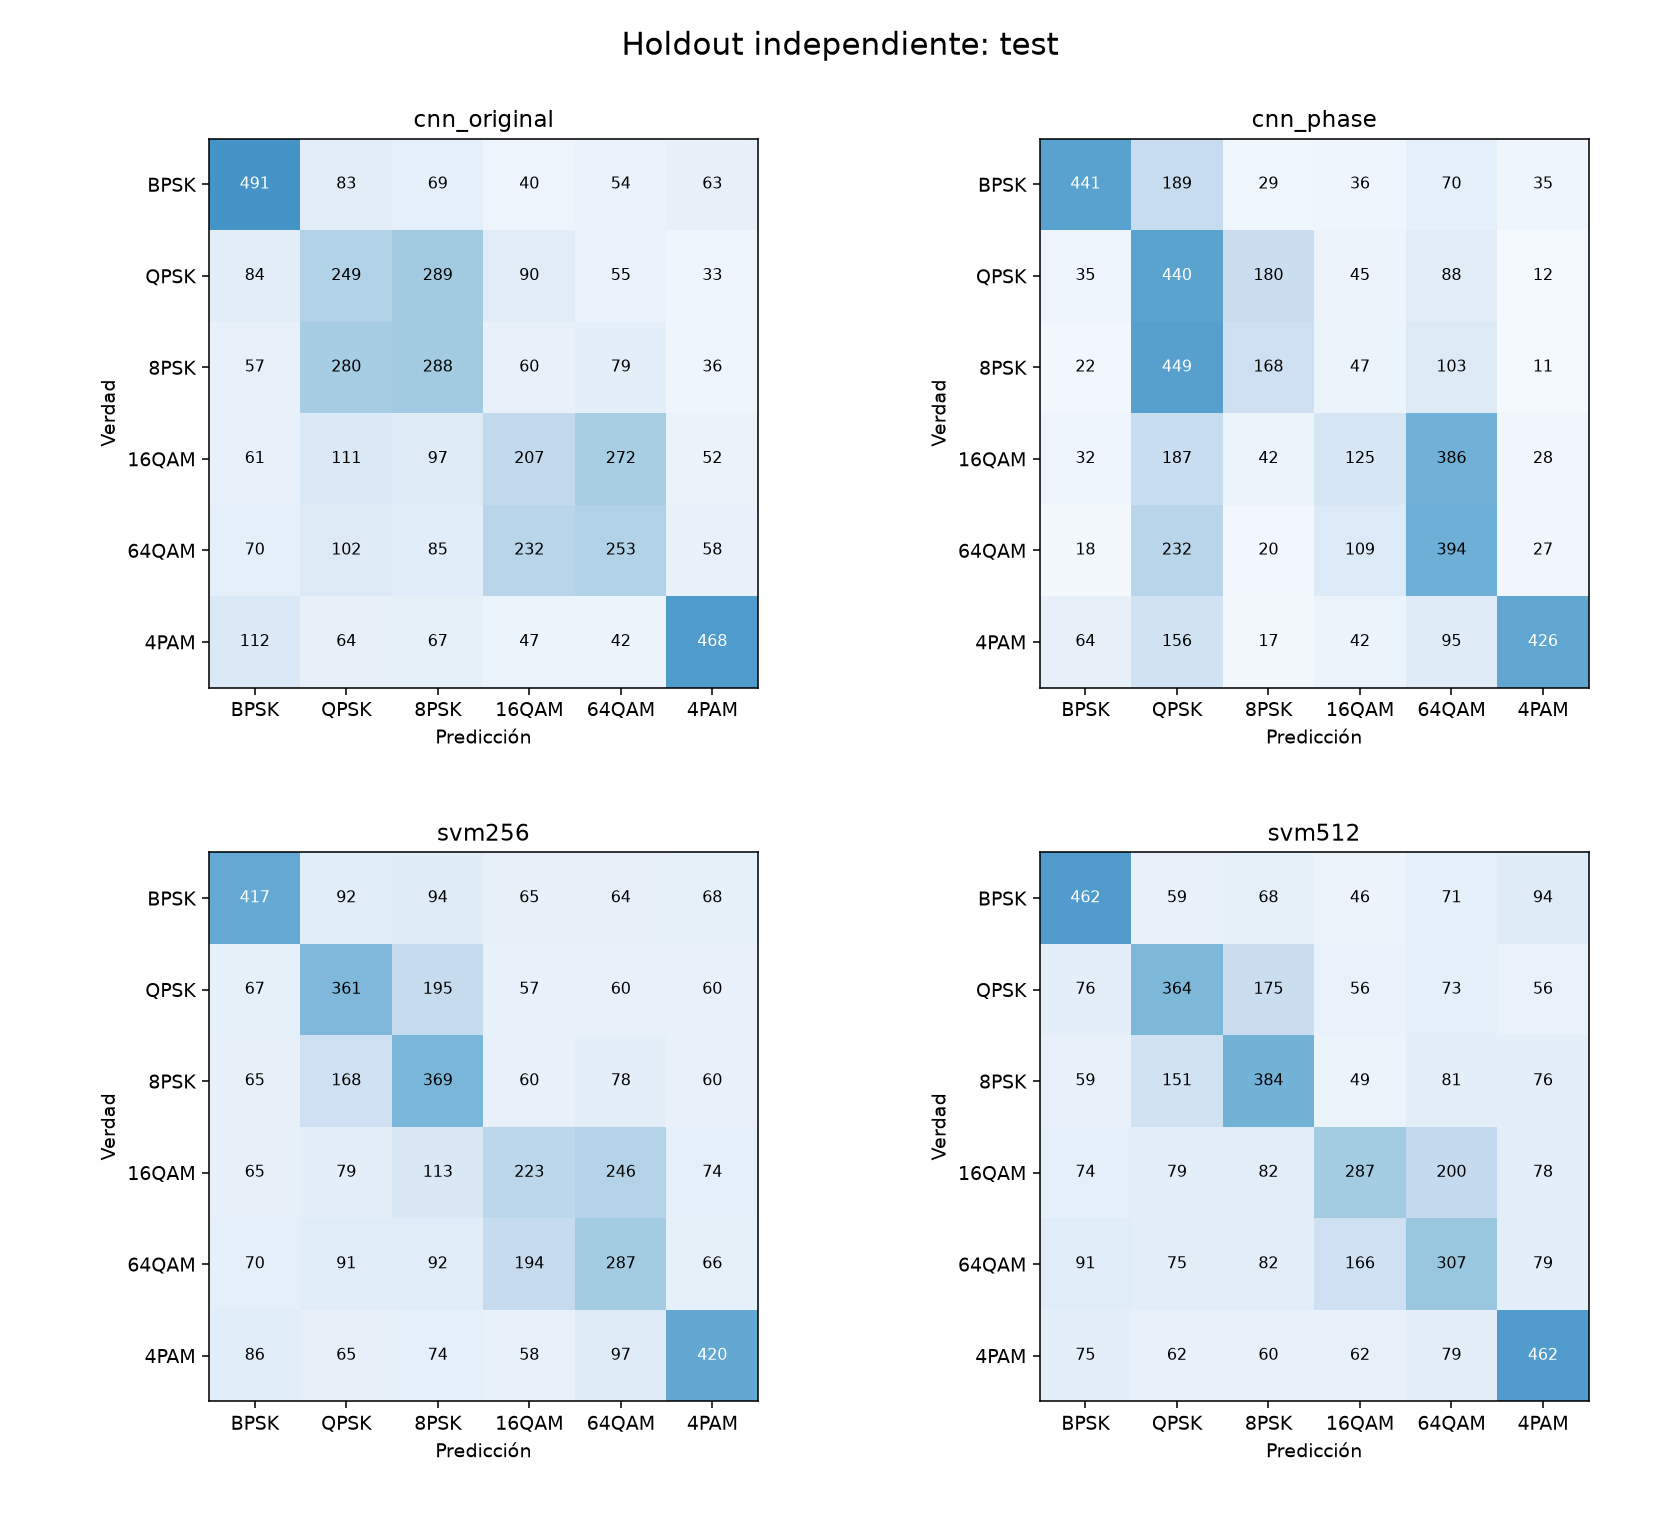 Holdout independiente: test
cnn_original
Verdad
BPSK 491 83 69 40 54 63
QPSK 84 249 289 90 55 33
8PSK 57 280 288 60 79 36
16QAM 61 111 97 207 272 52
64QAM 70 102 85 232 253 58
4PAM 112 64 67 47 42 468
BPSK QPSK 8PSK 16QAM 64QAM 4PAM
Predicción
cnn_phase
Verdad
BPSK 441 189 29 36 70 35
QPSK 35 440 180 45 88 12
8PSK 22 449 168 47 103 11
16QAM 32 187 42 125 386 28
64QAM 18 232 20 109 394 27
4PAM 64 156 17 42 95 426
BPSK QPSK 8PSK 16QAM 64QAM 4PAM
Predicción
svm256
Verdad
BPSK 417 92 94 65 64 68
QPSK 67 361 195 57 60 60
8PSK 65 168 369 60 78 60
16QAM 65 79 113 223 246 74
64QAM 70 91 92 194 287 66
4PAM 86 65 74 58 97 420
BPSK QPSK 8PSK 16QAM 64QAM 4PAM
Predicción
svm512
Verdad
BPSK 462 59 68 46 71 94
QPSK 76 364 175 56 73 56
8PSK 59 151 384 49 81 76
16QAM 74 79 82 287 200 78
64QAM 91 75 82 166 307 79
4PAM 75 62 60 62 79 462
BPSK QPSK 8PSK 16QAM 64QAM 4PAM
Predicción